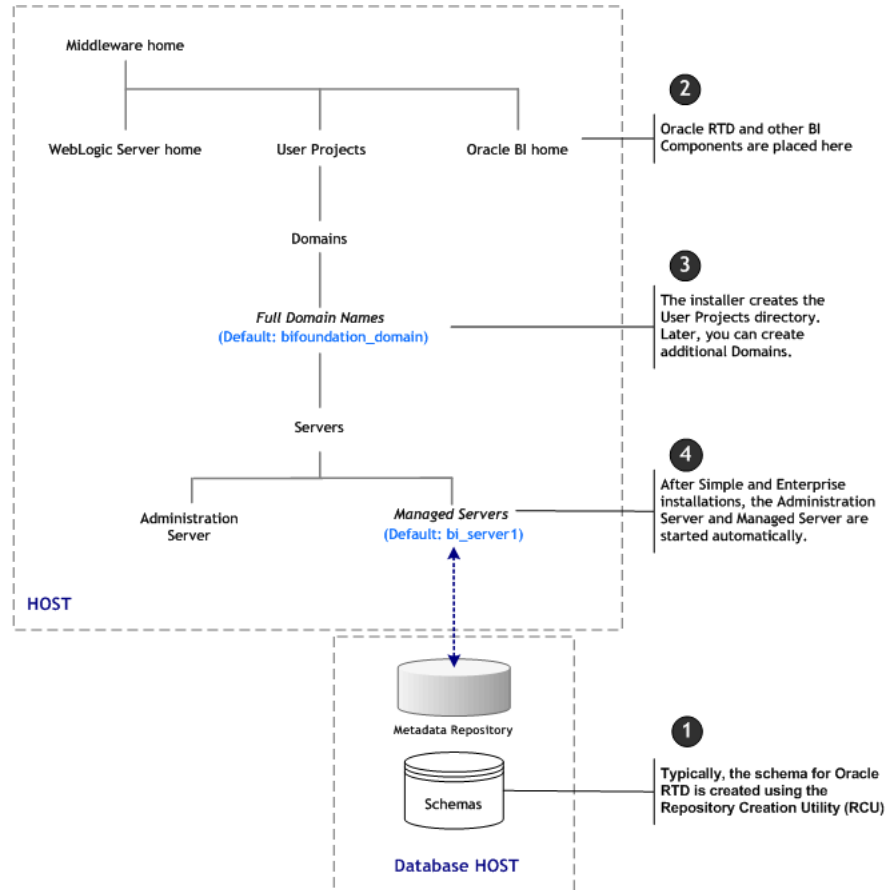 Middleware home
WebLogic Server home
User Projects
Oracle BI home
2
Oracle RTD and other BI
Components are placed here
Domains
Full Domain Names
(Default: bifoundation_domain)
3
The installer creates the
User Projects directory.
Later, you can create
additional Domains.
Servers
Administration
Server
Managed Servers
(Default: bi_server1)
4
After Simple and Enterprise
installations, the Administration
Server and Managed Server are
started automatically.
HOST
Metadata Repository
Schemas
1
Typically, the schema for Oracle
RTD is created using the
Repository Creation Utility (RCU)
Database HOST